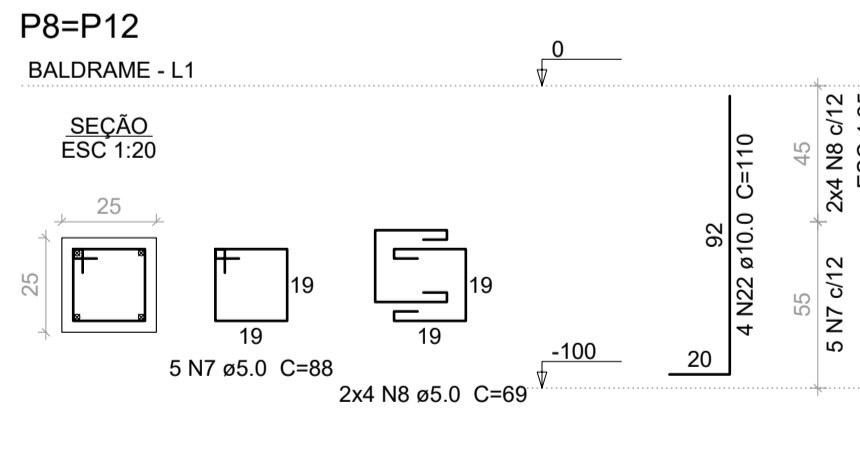 P8=P12
BALDRAME - L1
0
SEÇÃO
ESC 1:20
25
25
19
19
5 N7 ø5.0 C=88
19
19
2x4 N8 ø5.0 C=69
-100
20
92
4 N22 ø10.0 C=110
45
55
2x4 N8 c/12
5 N7 c/12